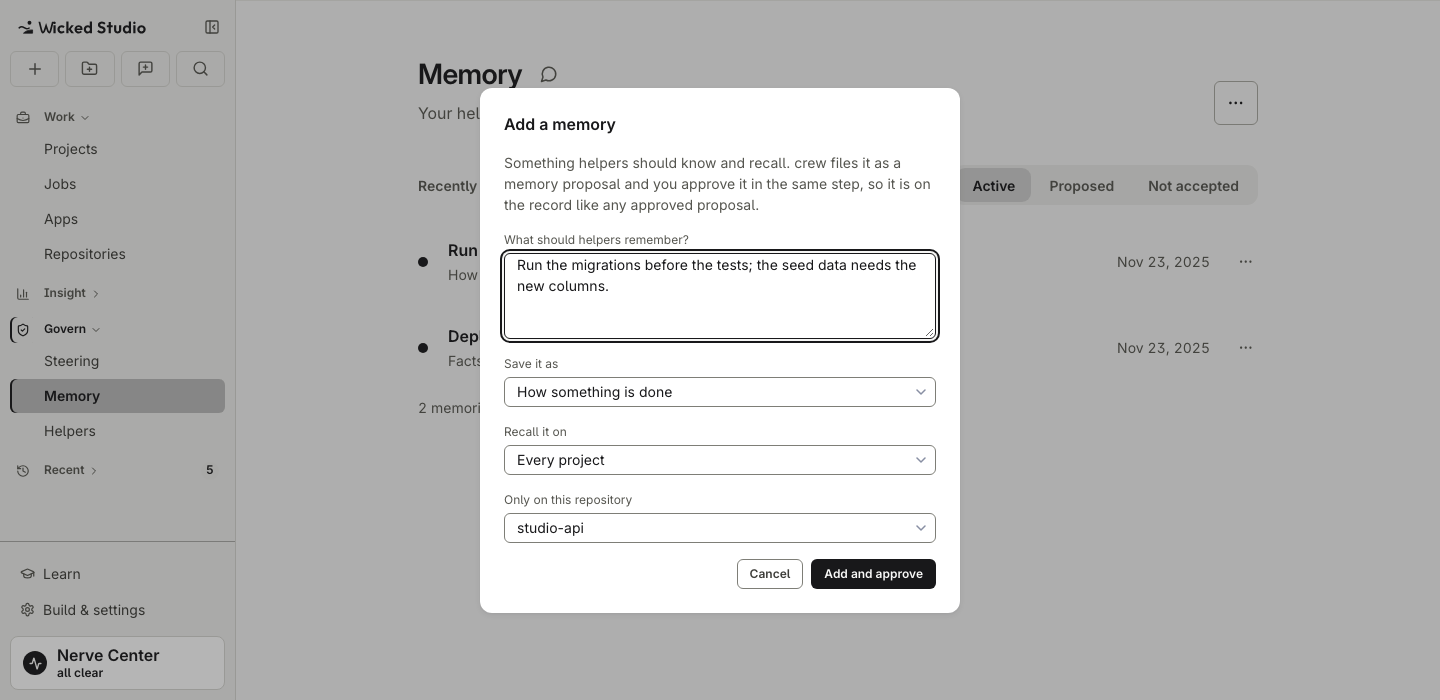 Wicked Studio
Work
Projects
Jobs
Apps
Repositories
Insight
Govern
Steering
Memory
Helpers
Recent 5
Learn
Build & settings
Nerve Center
all clear
Memory
Your hel
Recently
Active Proposed Not accepted
Run
How
Nov 23, 2025
Dep
Facts
Nov 23, 2025
2 memori
Add a memory
Something helpers should know and recall. crew files it as a
memory proposal and you approve it in the same step, so it is on
the record like any approved proposal.
What should helpers remember?
Run the migrations before the tests; the seed data needs the
new columns.
Save it as
How something is done
Recall it on
Every project
Only on this repository
studio-api
Cancel Add and approve